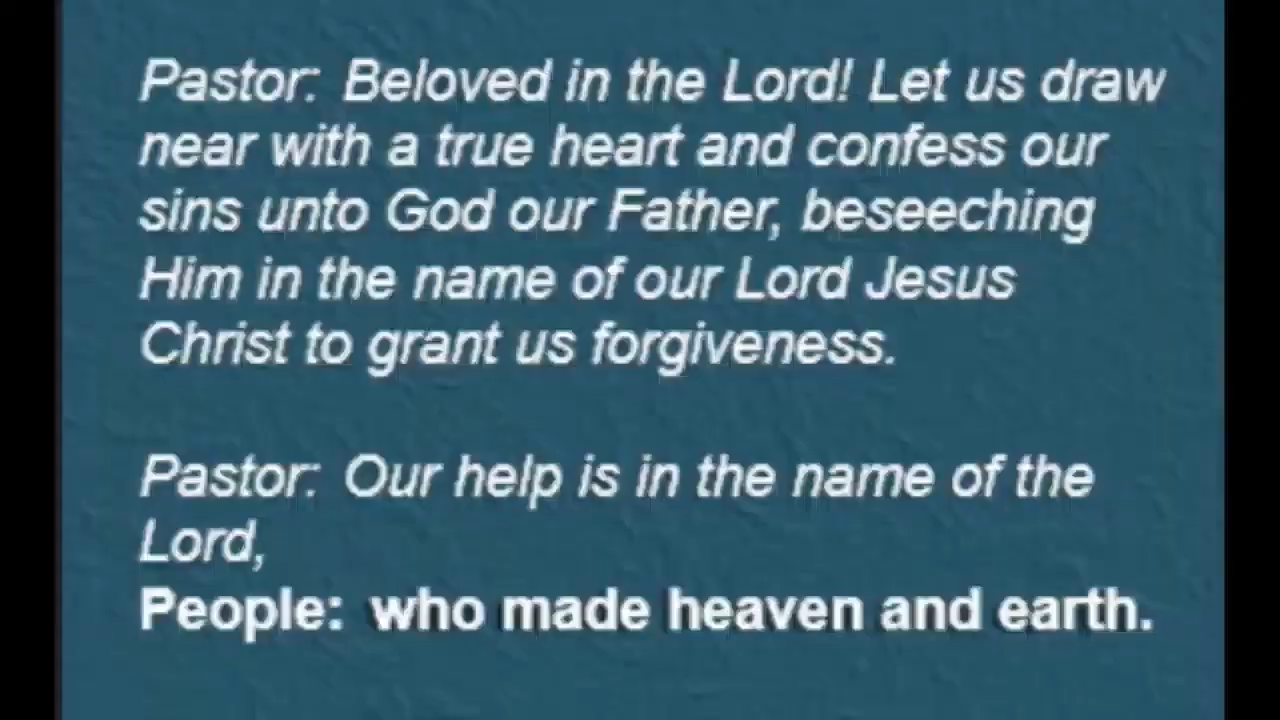 Pastor: Beloved in the Lord! Let us draw
near with a true heart and confess our
sins unto God our Father, beseeching
Him in the name of our Lord Jesus
Christ to grant us forgiveness.
Pastor: Our help is in the name of the
Lord,
People: who made heaven and earth.